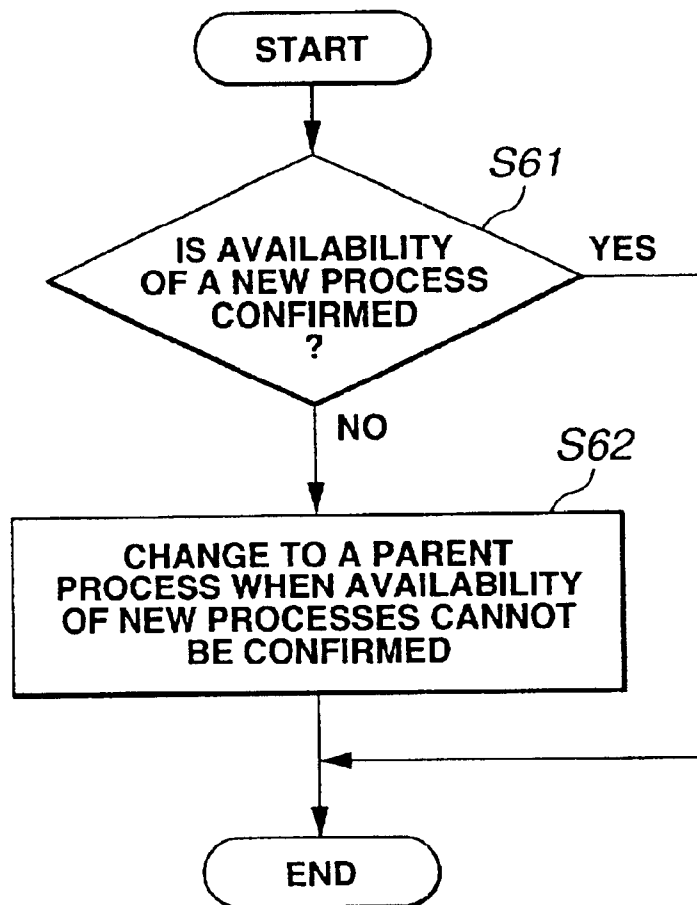 START
S61
IS AVAILABILITY
OF A NEW PROCESS
CONFIRMED
?
YES
NO
S62
CHANGE TO A PARENT
PROCESS WHEN AVAILABILITY
OF NEW PROCESSES CANNOT
BE CONFIRMED
END